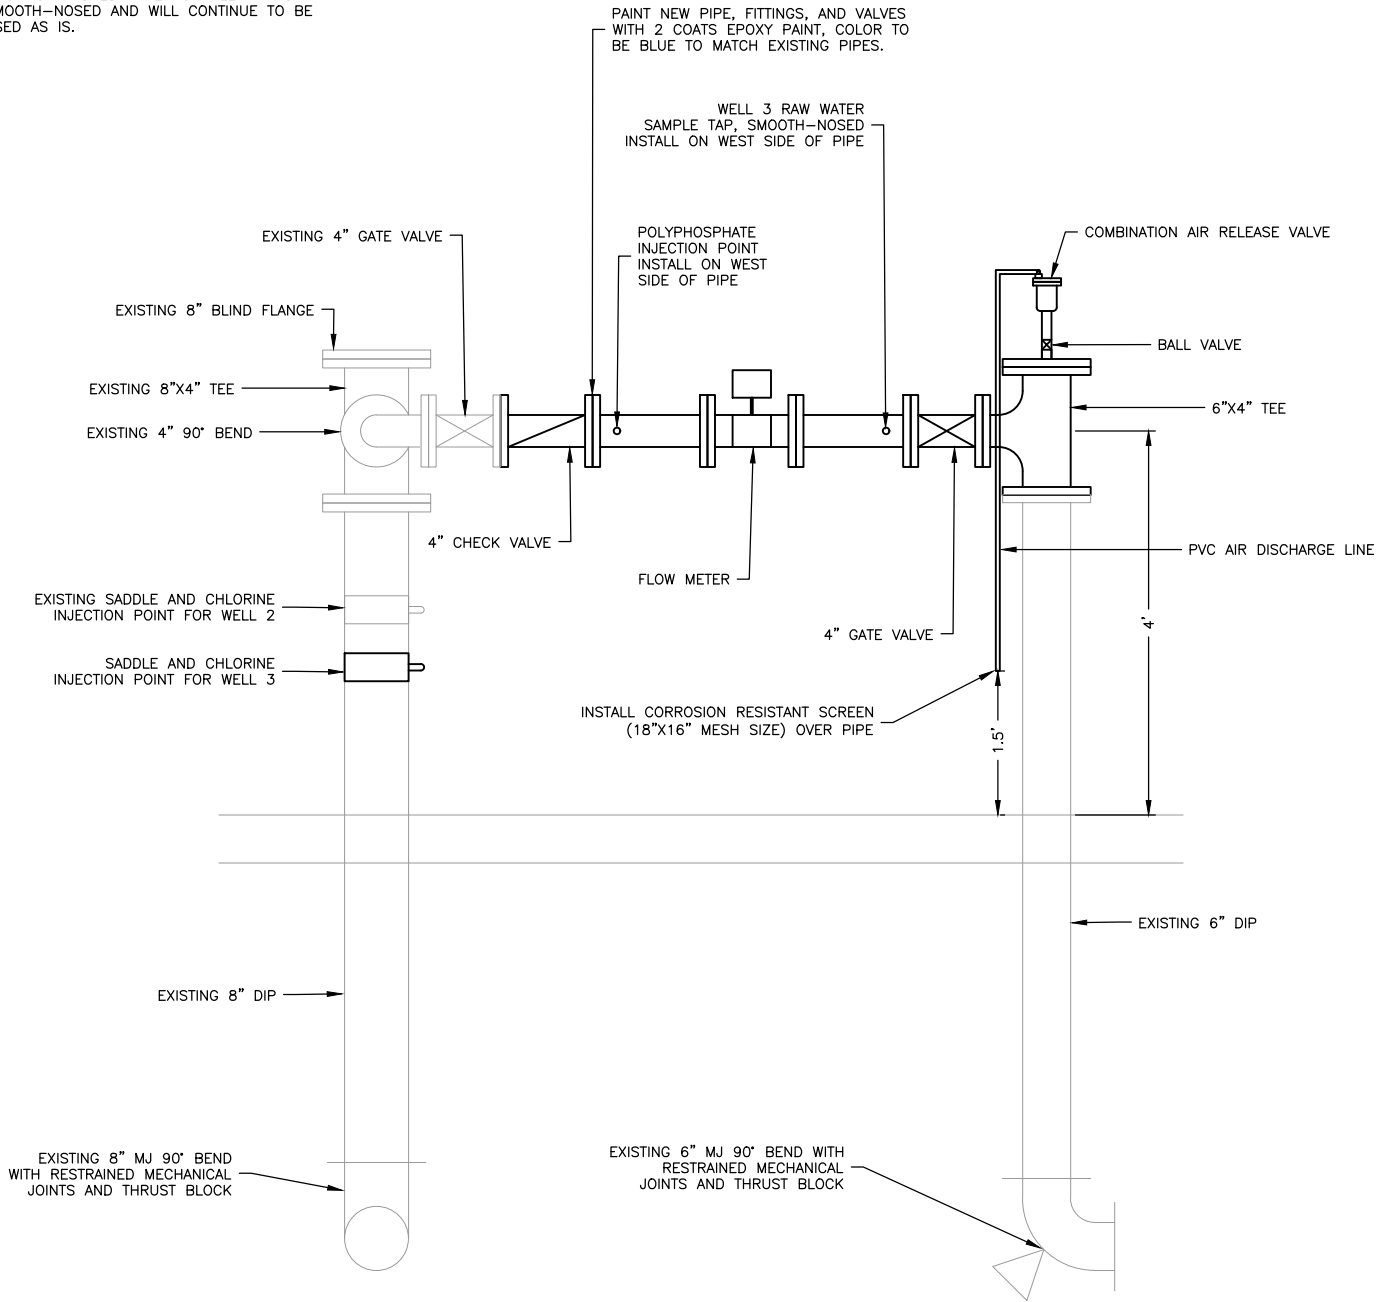 MOOTH-NOSED AND WILL CONTINUE TO BE
SED AS IS.
PAINT NEW PIPE, FITTINGS, AND VALVES
WITH 2 COATS EPOXY PAINT, COLOR TO
BE BLUE TO MATCH EXISTING PIPES.
WELL 3 RAW WATER
SAMPLE TAP, SMOOTH-NOSED
INSTALL ON WEST SIDE OF PIPE
EXISTING 4" GATE VALVE
POLYPHOSPHATE
INJECTION POINT
INSTALL ON WEST
SIDE OF PIPE
COMBINATION AIR RELEASE VALVE
EXISTING 8" BLIND FLANGE
BALL VALVE
EXISTING 8"X4" TEE
6"X4" TEE
EXISTING 4" 90° BEND
4" CHECK VALVE
PVC AIR DISCHARGE LINE
FLOW METER
EXISTING SADDLE AND CHLORINE
INJECTION POINT FOR WELL 2
4" GATE VALVE
4'
SADDLE AND CHLORINE
INJECTION POINT FOR WELL 3
INSTALL CORROSION RESISTANT SCREEN
(18"X16" MESH SIZE) OVER PIPE
1.5'
EXISTING 6" DIP
EXISTING 8" DIP
EXISTING 8" MJ 90° BEND
WITH RESTRAINED MECHANICAL
JOINTS AND THRUST BLOCK
EXISTING 6" MJ 90° BEND WITH
RESTRAINED MECHANICAL
JOINTS AND THRUST BLOCK